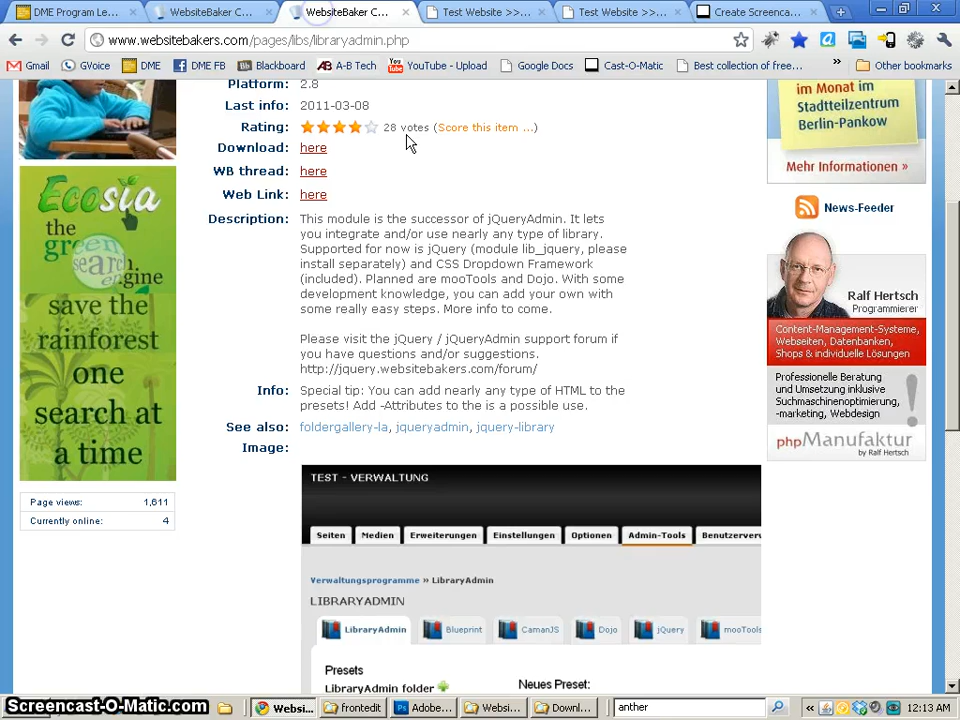 DME Program Le...
WebsiteBaker C...
WebsiteBaker C...
Test Website >>...
Test Website >>...
Create Screenca...
www.websitebakers.com/pages/libs/libraryadmin.php
Gmail
GVoice
DME
DME FB
Blackboard
A-B Tech
YouTube - Upload
Google Docs
Cast-O-Matic
Best collection of free...
Other bookmarks
Platform: 2.8
Last info: 2011-03-08
Rating: 28 votes (Score this item ...)
Download: here
WB thread: here
Web Link: here
Description: This module is the successor of jQueryAdmin. It lets
you integrate and/or use nearly any type of library.
Supported for now is jQuery (module lib_jquery, please
install separately) and CSS Dropdown Framework
(included). Planned are mooTools and Dojo. With some
development knowledge, you can add your own with
some really easy steps. More info to come.
Please visit the jQuery / jQueryAdmin support forum if
you have questions and/or suggestions.
http://jquery.websitebakers.com/forum/
Info: Special tip: You can add nearly any type of HTML to the
presets! Add -Attributes to the is a possible use.
See also: foldergallery-la, jqueryadmin, jquery-library
Image:
TEST - VERWALTUNG
Seiten
Medien
Erweiterungen
Einstellungen
Optionen
Admin-Tools
Benutzerverv
Verwaltungsprogramme » LibraryAdmin
LIBRARYADMIN
LibraryAdmin
Blueprint
CamanJS
Dojo
jQuery
mooTools
Presets
LibraryAdmin folder
Neues Preset:
Ecosia
the
green
search
engine
save the
rainforest
one
search at
a time
Page views: 1,611
Currently online: 4
im Monat im
Stadtteilzentrum
Berlin-Pankow
Mehr Informationen »
News-Feeder
Ralf Hertsch
Programmierer
Content-Management-Systeme,
Webseiten, Datenbanken,
Shops & individuelle Lösungen
Professionelle Beratung
und Umsetzung inklusive
Suchmaschinenoptimierung,
-marketing, Webdesign
phpManufaktur
by Ralf Hertsch
Screencast-O-Matic.com
Websi...
frontedit
Adobe...
Websi...
Downl...
anther
12:13 AM